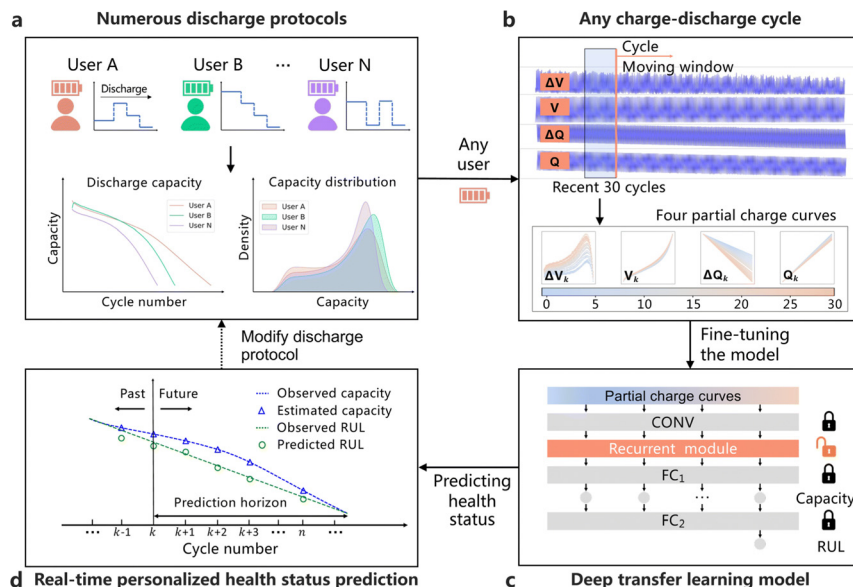 a
Numerous discharge protocols
User A
User B
...
User N
Discharge
Discharge capacity
User A
User B
User N
Capacity
Cycle number
Capacity distribution
User A
User B
User N
Density
Capacity
Any
user
b
Any charge-discharge cycle
Cycle
Moving window
ΔV
V
ΔQ
Q
Recent 30 cycles
Four partial charge curves
ΔVₖ
Vₖ
ΔQₖ
Qₖ
0 5 10 15 20 25 30
Fine-tuning
the model
Partial charge curves
CONV
Recurrent module
FC₁
...
Capacity
FC₂
RUL
c
Deep transfer learning model
Predicting
health
status
Modify discharge
protocol
Past
Future
Observed capacity
Estimated capacity
Observed RUL
Predicted RUL
Prediction horizon
... k-1 k k+1 k+2 k+3 ... n ...
Cycle number
d
Real-time personalized health status prediction